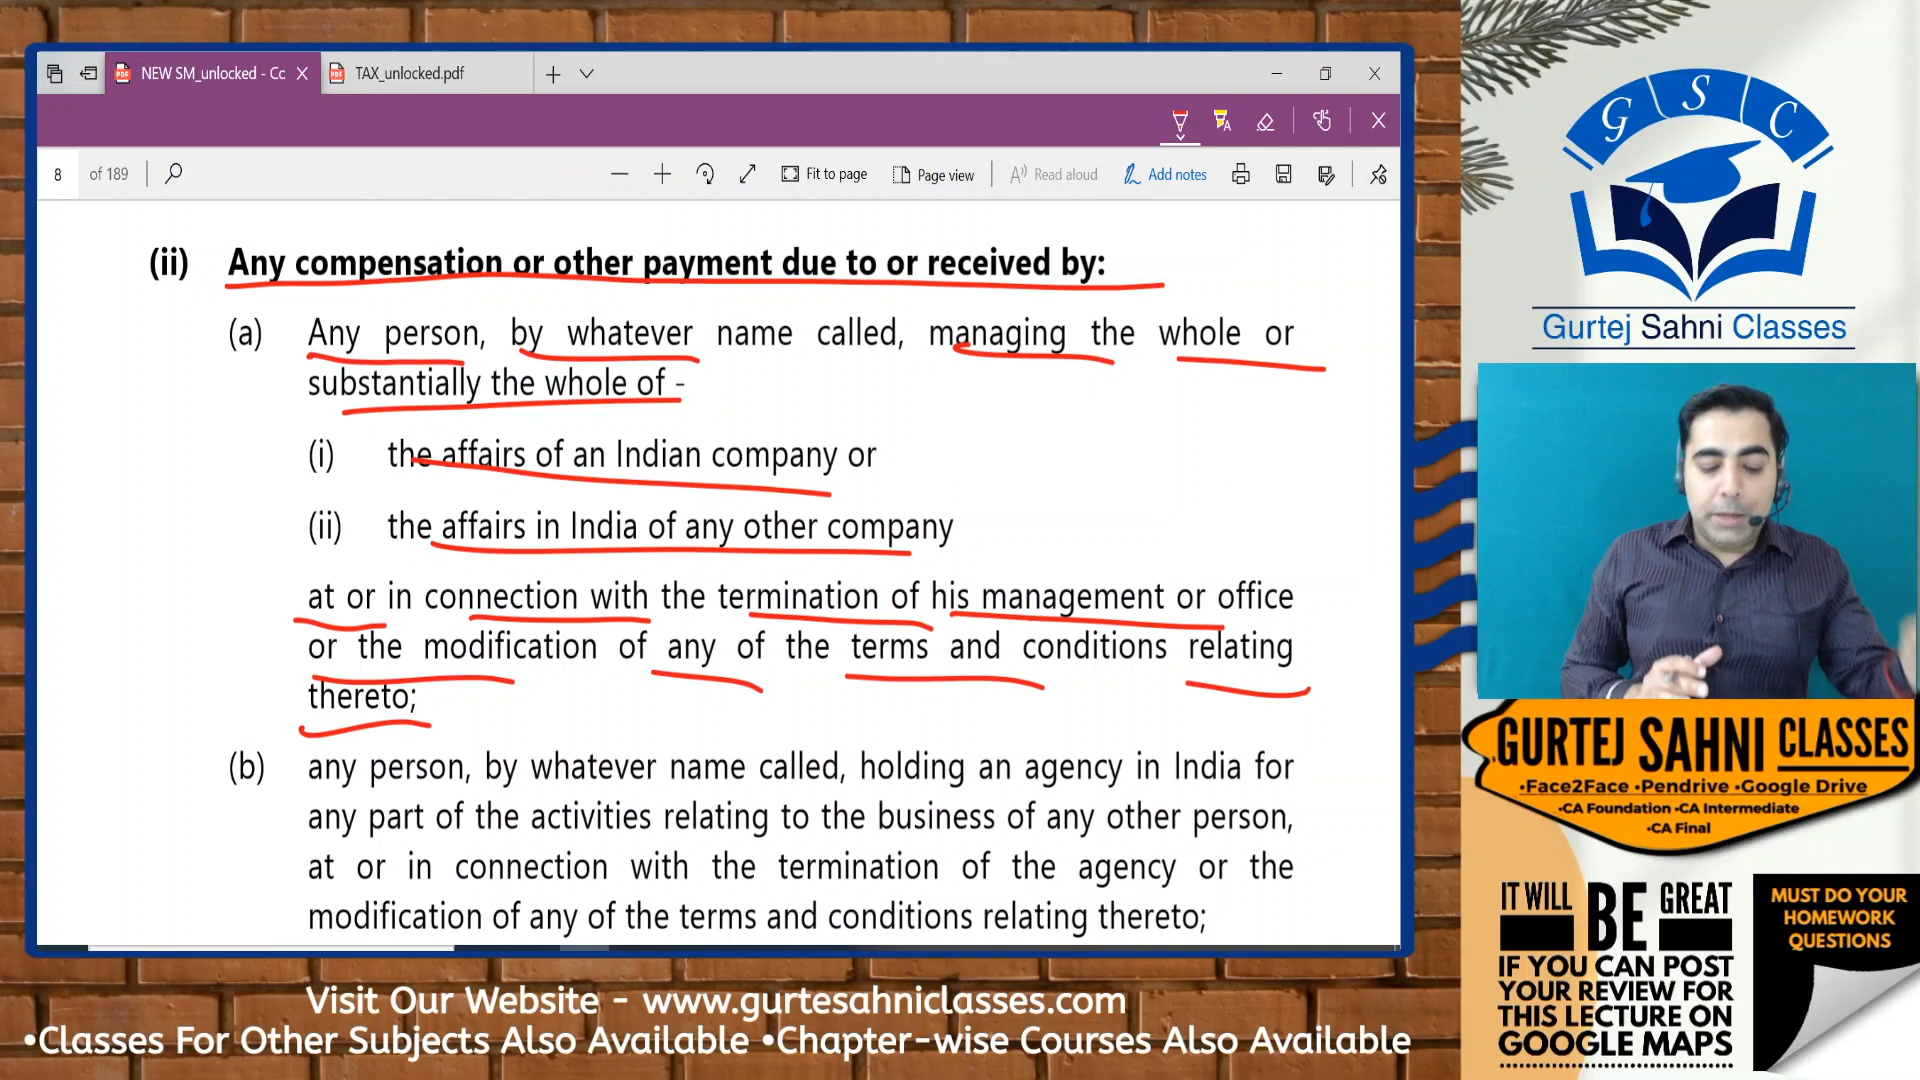 NEW SM_unlocked - Cc
TAX_unlocked.pdf
8 of 189
Fit to page
Page view
Read aloud
Add notes
(ii) Any compensation or other payment due to or received by:
(a) Any person, by whatever name called, managing the whole or
substantially the whole of -
(i) the affairs of an Indian company or
(ii) the affairs in India of any other company
at or in connection with the termination of his management or office
or the modification of any of the terms and conditions relating
thereto;
(b) any person, by whatever name called, holding an agency in India for
any part of the activities relating to the business of any other person,
at or in connection with the termination of the agency or the
modification of any of the terms and conditions relating thereto;
Visit Our Website - www.gurtesahniclasses.com
•Classes For Other Subjects Also Available •Chapter-wise Courses Also Available
G S C
Gurtej Sahni Classes
GURTEJ SAHNI CLASSES
•Face2Face •Pendrive •Google Drive
•CA Foundation •CA Intermediate
•CA Final
IT WILL BE GREAT
IF YOU CAN POST
YOUR REVIEW FOR
THIS LECTURE ON
GOOGLE MAPS
MUST DO YOUR
HOMEWORK
QUESTIONS